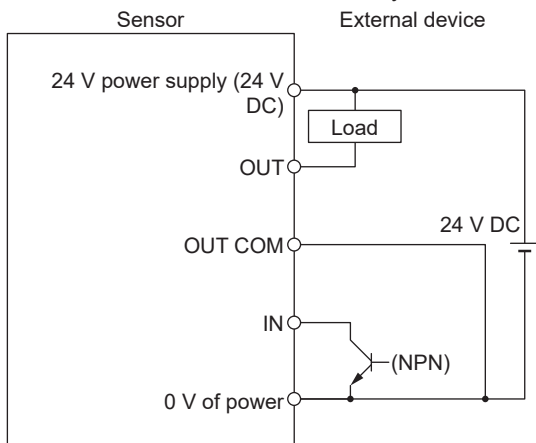 Sensor
External device
24 V power supply (24 V
DC)
Load
OUT
24 V DC
OUT COM
IN
(NPN)
0 V of power